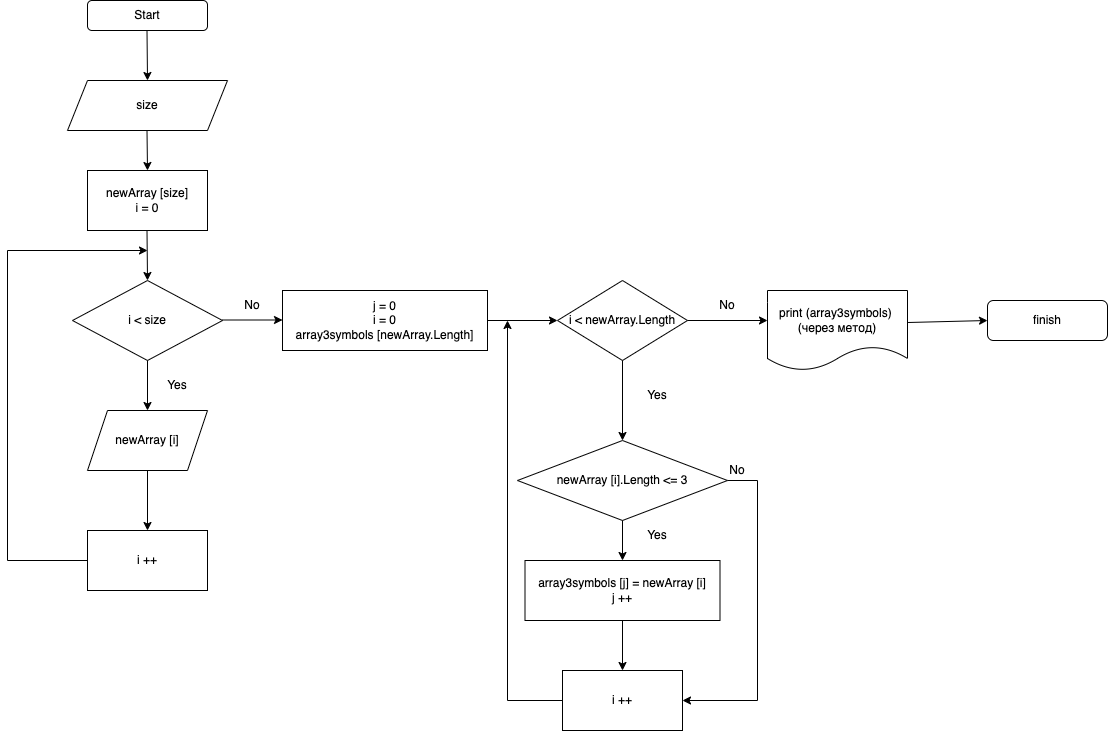 Start
size
newArray [size]
i = 0
i < size
No
Yes
newArray [i]
i ++
j = 0
i = 0
array3symbols [newArray.Length]
i < newArray.Length
No
Yes
newArray [i].Length <= 3
No
Yes
array3symbols [j] = newArray [i]
j ++
i ++
print (array3symbols)
(через метод)
finish